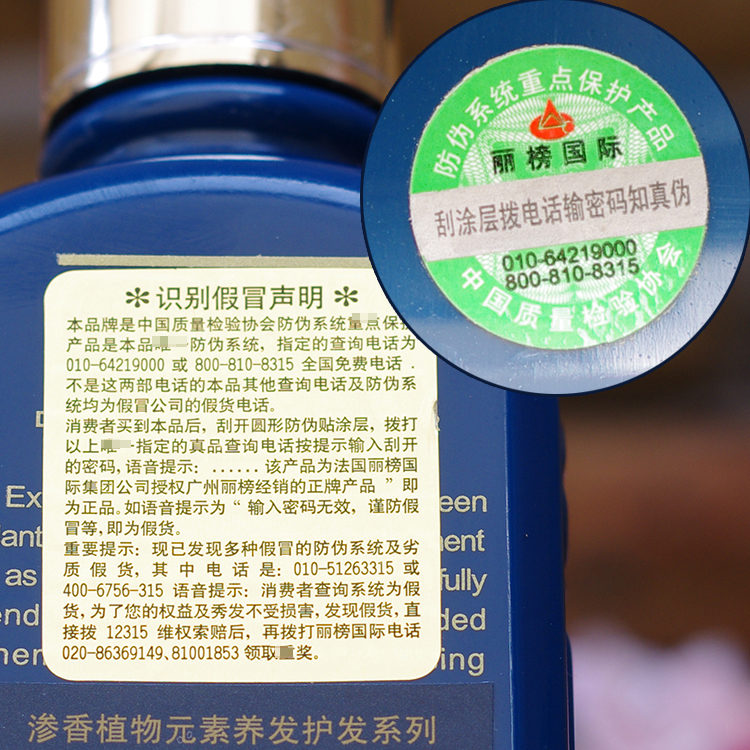 防伪系统重点保护产品
丽榜国际
刮涂层拨电话输密码知真伪
010-64219000
800-810-8315
中国质量检验协会
✻识别假冒声明✻
本品牌是中国质量检验协会防伪系统重点保护
产品是本品唯一防伪系统，指定的查询电话为
010-64219000 或 800-810-8315 全国免费电话．
不是这两部电话的本品其他查询电话及防伪系
统均为假冒公司的假货电话。
消费者买到本品后，刮开圆形防伪贴涂层，拨打
以上唯一指定的真品查询电话按提示输入刮开
的密码，语音提示：......该产品为法国丽榜国
际集团公司授权广州丽榜经销的正牌产品＂即
为正品。如语音提示为“输入密码无效，谨防假
冒等，即为假货。
重要提示：现已发现多种假冒的防伪系统及劣
质假货，其中电话是：010-51263315 或
400-6756-315 语音提示：消费者查询系统为假
货，为了您的权益及秀发不受损害，发现假货，直
接拨 12315 维权索赔后，再拨打丽榜国际电话
020-86369149、81001853 领取重奖。
Ex een
ant ment
as fully
end ded
hen ing
渗香植物元素养发护发系列